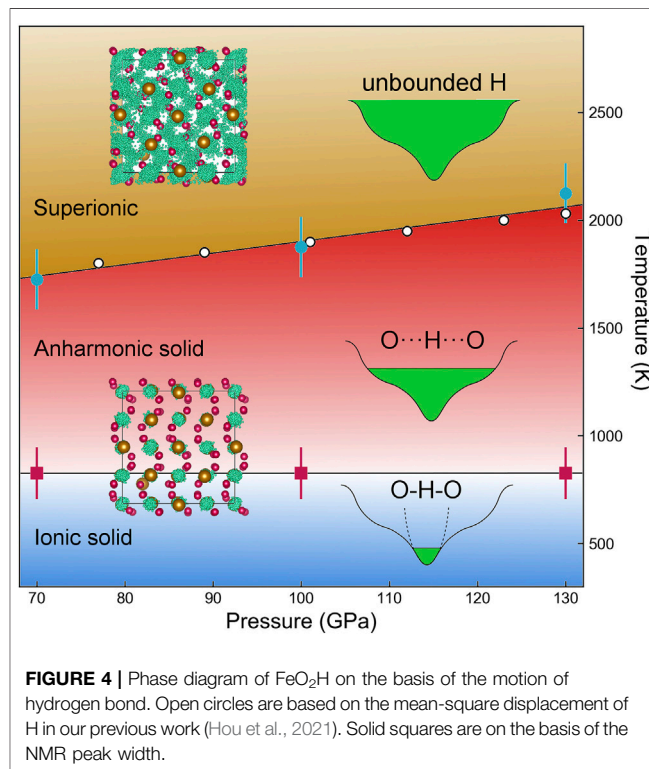 unbounded H
Superionic
O···H···O
Anharmonic solid
O-H-O
Ionic solid
2500
2000
1500
1000
500
Temperature (K)
70 80 90 100 110 120 130
Pressure (GPa)
FIGURE 4 | Phase diagram of FeO₂H on the basis of the motion of
hydrogen bond. Open circles are based on the mean-square displacement of
H in our previous work (Hou et al., 2021). Solid squares are on the basis of the
NMR peak width.